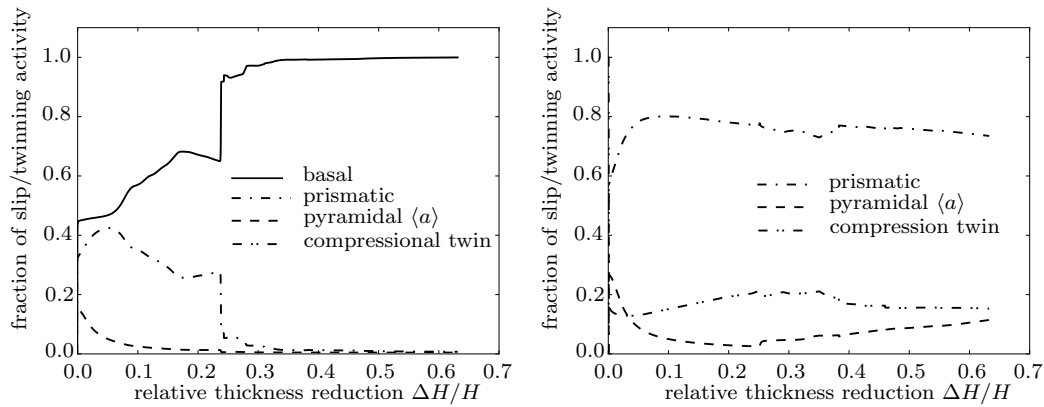 fraction of slip/twinning activity
1.0
0.8
0.6
0.4
0.2
0.0
0.0 0.1 0.2 0.3 0.4 0.5 0.6 0.7
relative thickness reduction ΔH/H
basal
prismatic
pyramidal ⟨a⟩
compressional twin
fraction of slip/twinning activity
1.0
0.8
0.6
0.4
0.2
0.0
0.0 0.1 0.2 0.3 0.4 0.5 0.6 0.7
relative thickness reduction ΔH/H
prismatic
pyramidal ⟨a⟩
compression twin